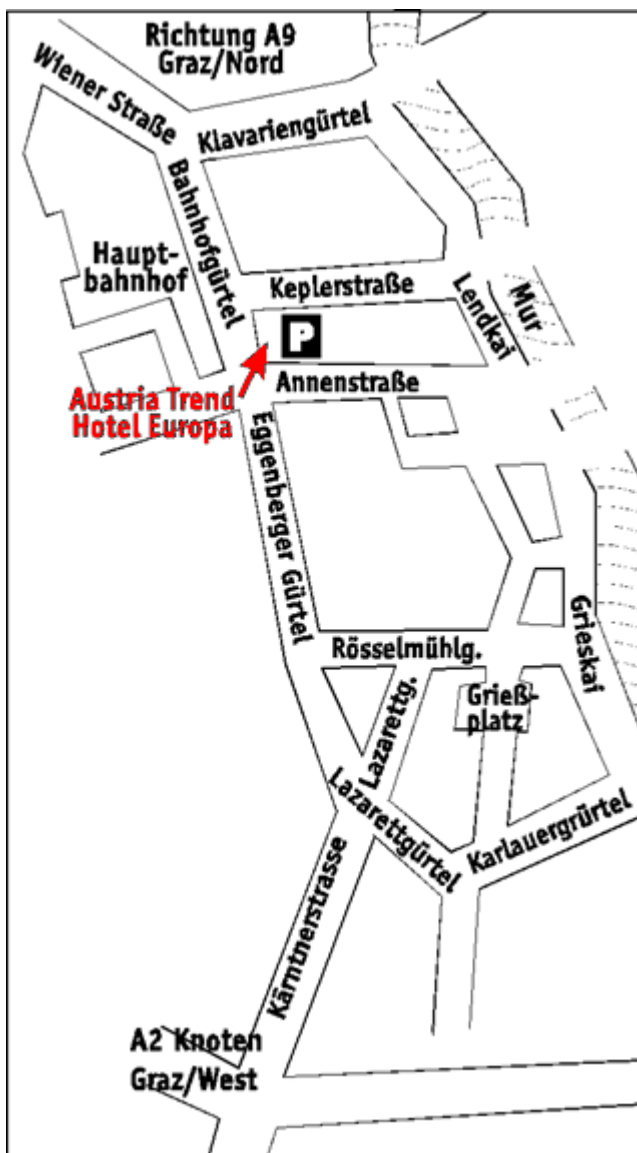 Richtung A9
Graz/Nord
Wiener Straße
Klavariengürtel
Bahnhofgürtel
Haupt-
bahnhof
Keplerstraße
Lendkai
Mur
P
Annenstraße
Austria Trend
Hotel Europa
Eggenberger Gürtel
Grieskai
Rösselmühlg.
Lazarettg.
Grieß-
platz
Lazarettgürtel
Karlauergrürtel
Kärntnerstrasse
A2 Knoten
Graz/West